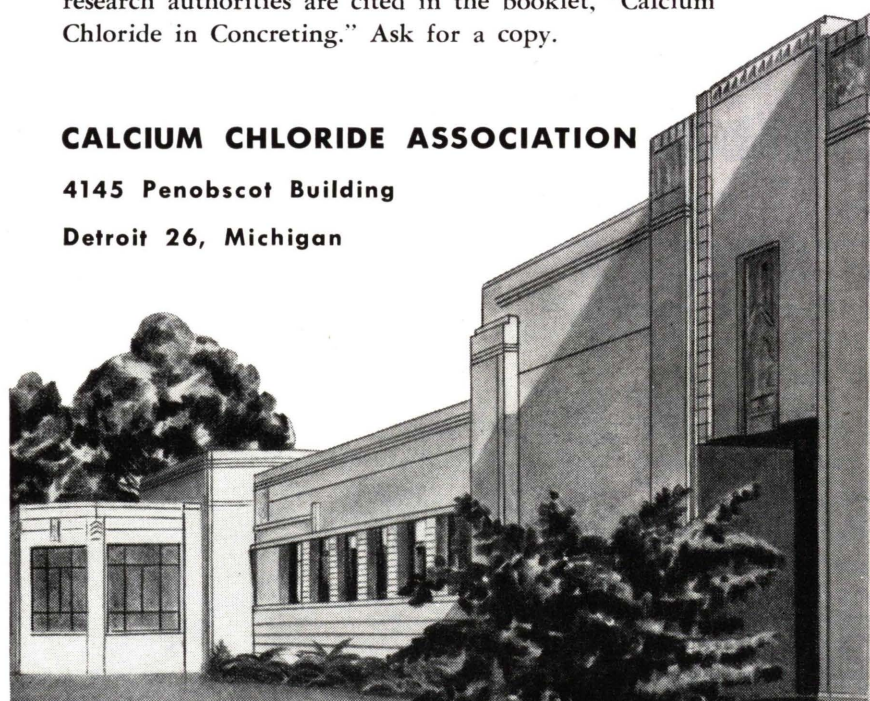 research authorities are cited in the booklet, "Calcium
Chloride in Concreting." Ask for a copy.
CALCIUM CHLORIDE ASSOCIATION
4145 Penobscot Building
Detroit 26, Michigan